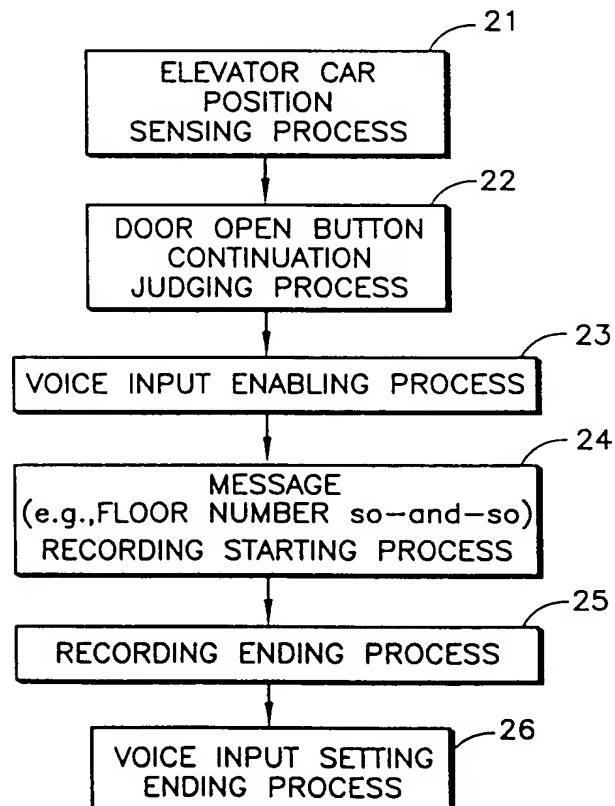 21
ELEVATOR CAR
POSITION
SENSING PROCESS
22
DOOR OPEN BUTTON
CONTINUATION
JUDGING PROCESS
23
VOICE INPUT ENABLING PROCESS
24
MESSAGE
(e.g.,FLOOR NUMBER so-and-so)
RECORDING STARTING PROCESS
25
RECORDING ENDING PROCESS
26
VOICE INPUT SETTING
ENDING PROCESS